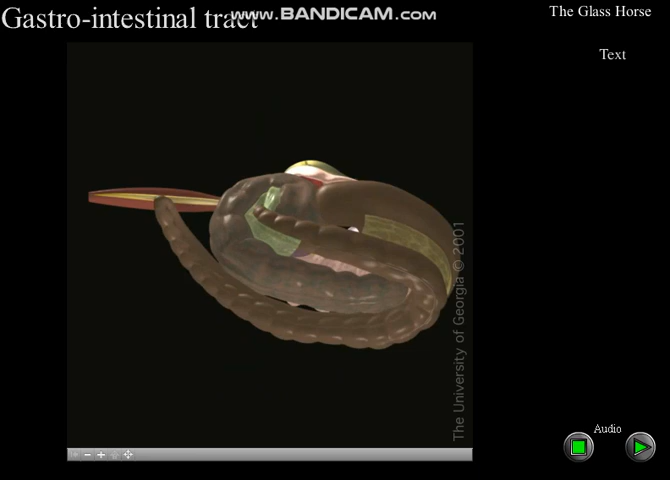 Gastro-intestinal tract
www.BANDICAM.com
The Glass Horse
Text
The University of Georgia © 2001
Audio